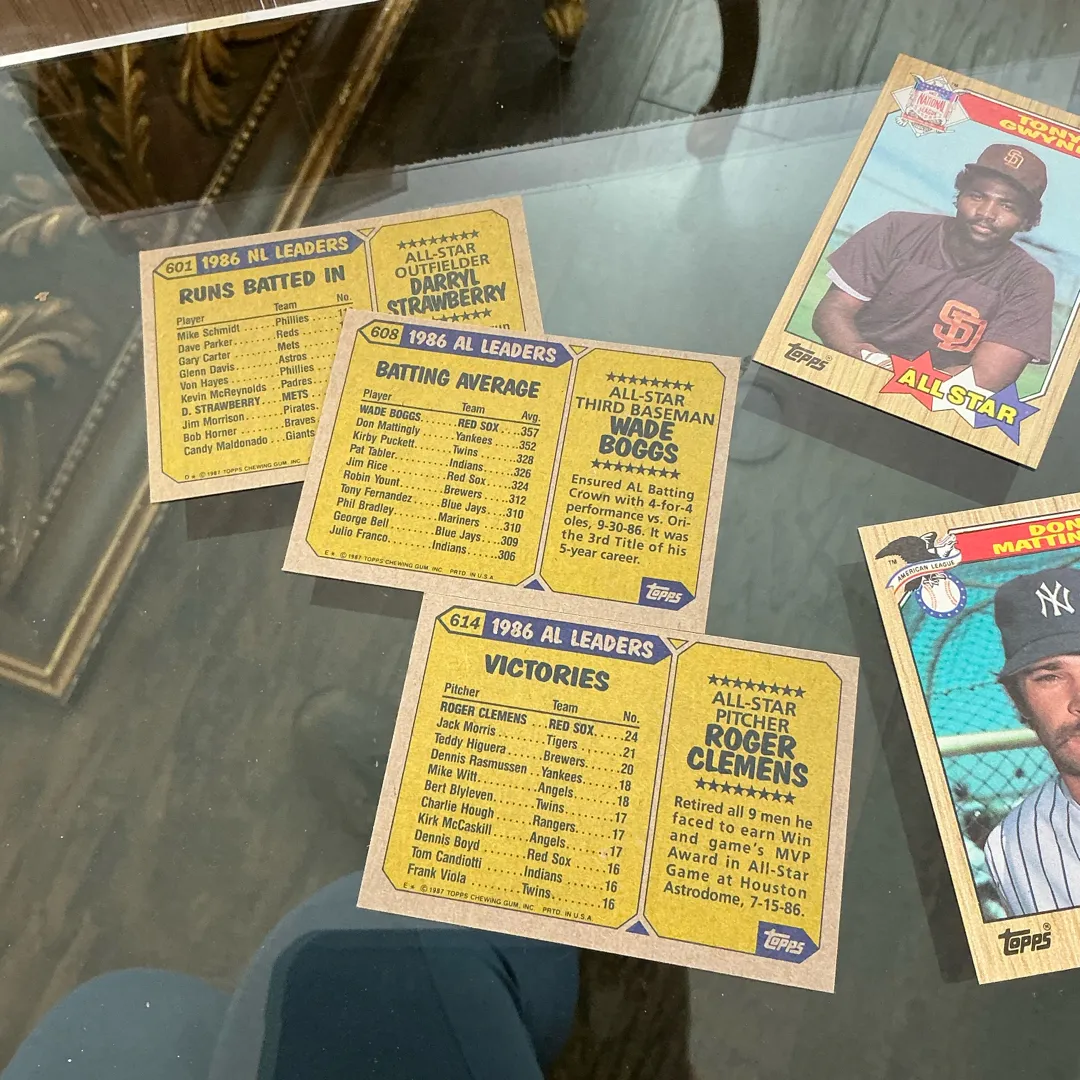 601 1986 NL LEADERS
RUNS BATTED IN
Player Team No.
Mike Schmidt.....Phillies
Dave Parker......Reds
Gary Carter......Mets
Glenn Davis......Astros
Von Hayes........Phillies
Kevin McReynolds..Padres
D. STRAWBERRY....METS
Jim Morrison.....Pirates
Bob Horner.......Braves
Candy Maldonado...Giants
D* © 1987 TOPPS CHEWING GUM, INC.
★★★★★★★★
ALL-STAR
OUTFIELDER
DARRYL
STRAWBERRY
608 1986 AL LEADERS
BATTING AVERAGE
Player Team Avg.
WADE BOGGS.......RED SOX....357
Don Mattingly....Yankees....352
Kirby Puckett....Twins......328
Pat Tabler.......Indians....326
Jim Rice.........Red Sox....324
Robin Yount......Brewers....312
Tony Fernandez...Blue Jays..310
Phil Bradley.....Mariners...310
George Bell......Blue Jays..309
Julio Franco.....Indians....306
E* © 1987 TOPPS CHEWING GUM, INC. PRTD. IN U.S.A.
★★★★★★★★
ALL-STAR
THIRD BASEMAN
WADE
BOGGS
★★★★★★★★
Ensured AL Batting
Crown with 4-for-4
performance vs. Ori-
oles, 9-30-86. It was
the 3rd Title of his
5-year career.
Topps
614 1986 AL LEADERS
VICTORIES
Pitcher Team No.
ROGER CLEMENS...RED SOX.....24
Jack Morris......Tigers......21
Teddy Higuera....Brewers.....20
Dennis Rasmussen..Yankees....18
Mike Witt........Angels......18
Bert Blyleven....Twins.......17
Charlie Hough....Rangers.....17
Kirk McCaskill...Angels......17
Dennis Boyd......Red Sox.....16
Tom Candiotti....Indians.....16
Frank Viola......Twins.......16
E* © 1987 TOPPS CHEWING GUM, INC. PRTD. IN U.S.A.
★★★★★★★★
ALL-STAR
PITCHER
ROGER
CLEMENS
★★★★★★★★
Retired all 9 men he
faced to earn Win
and game's MVP
Award in All-Star
Game at Houston
Astrodome, 7-15-86.
Topps
NATIONAL
LEAGUE
TONY
SD
SD
Topps®
ALL STAR
DON
TM
AMERICAN LEAGUE
NY
Topps®